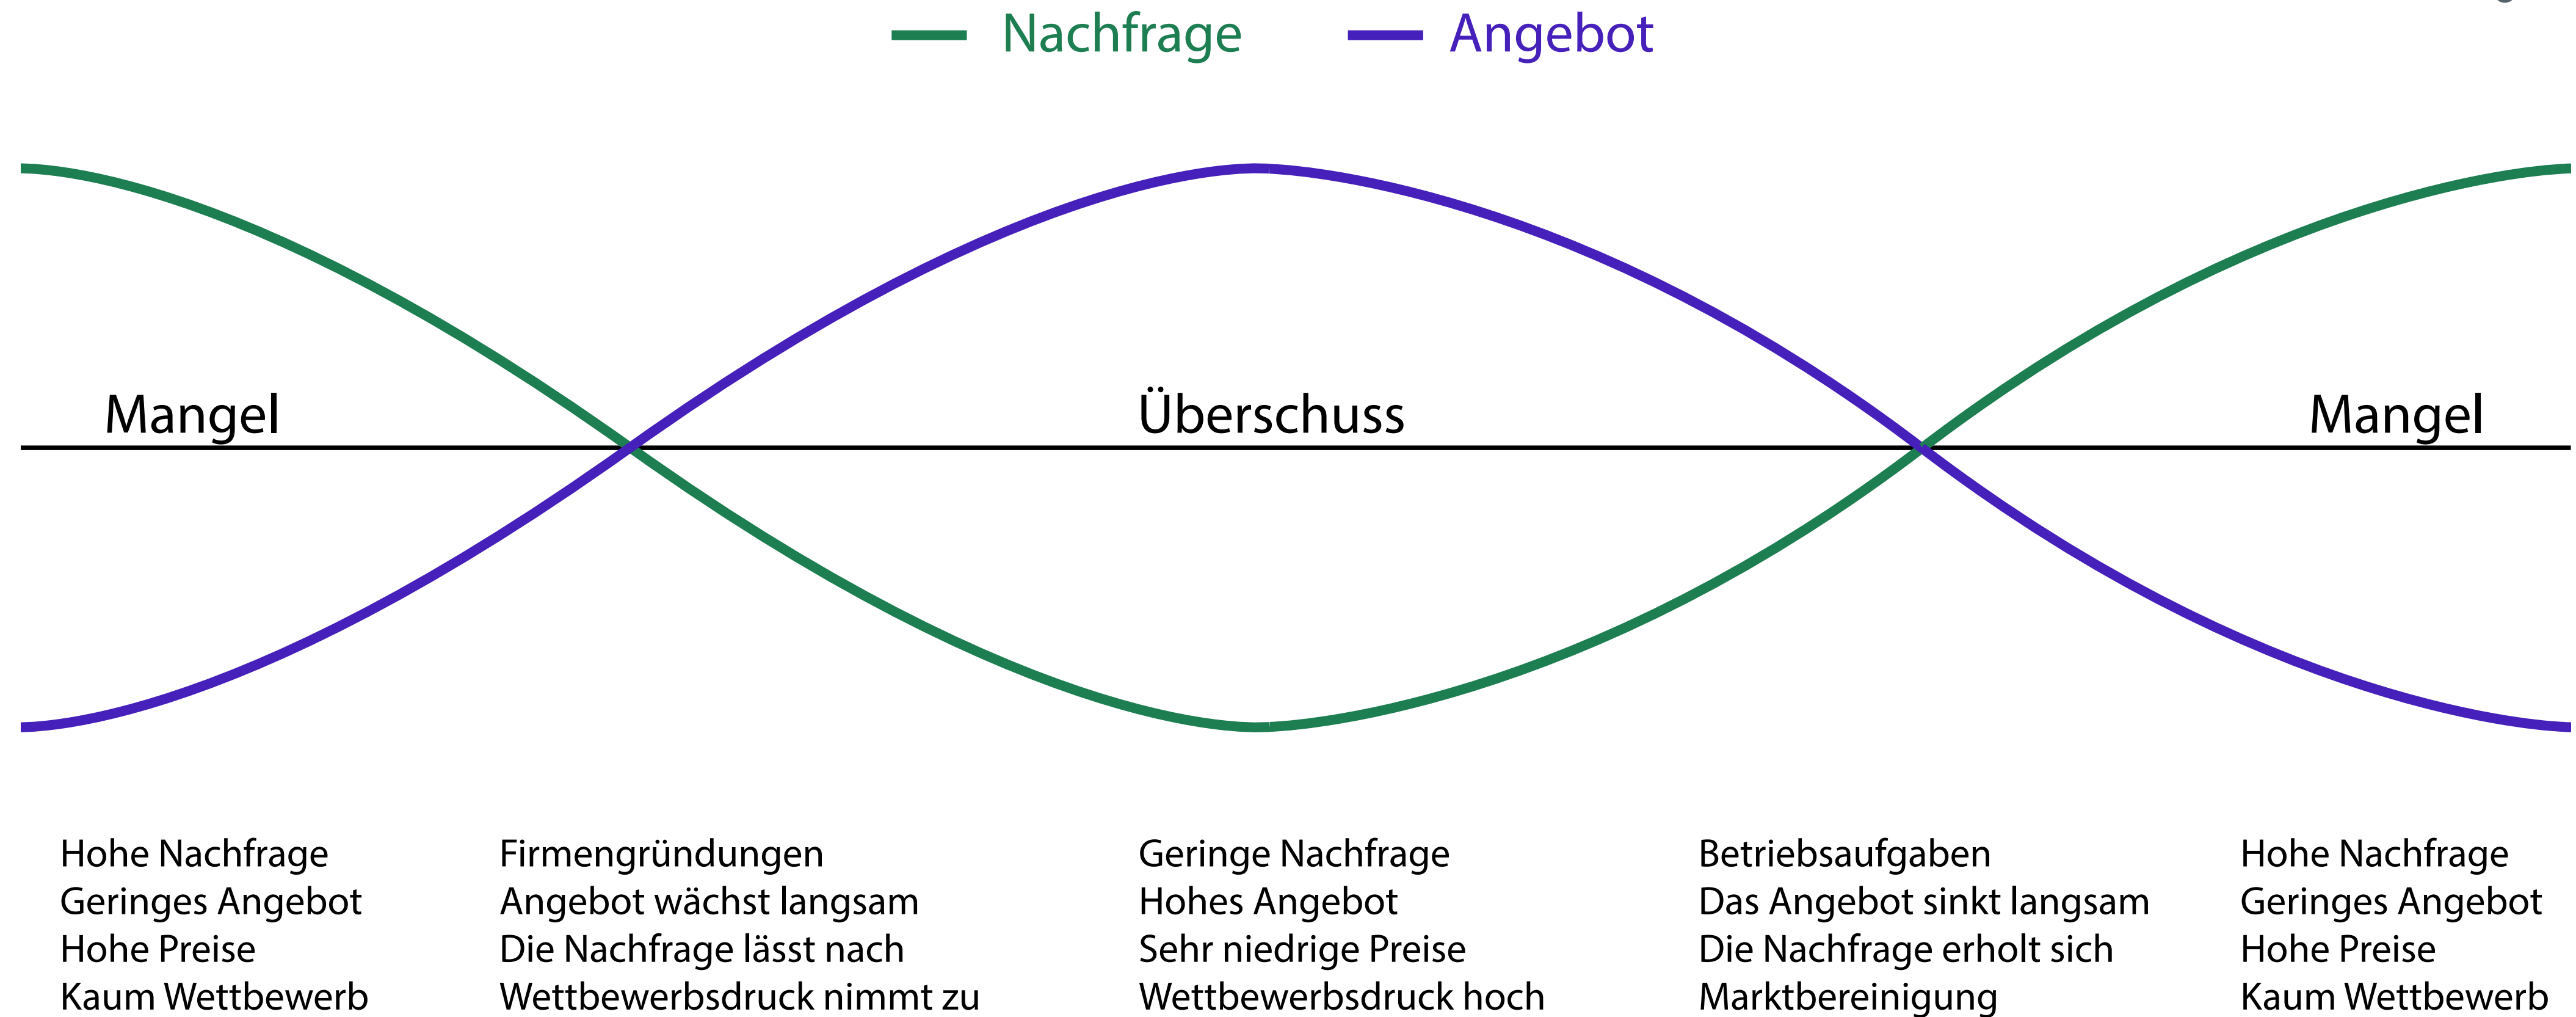 Nachfrage
Angebot
Mangel
Überschuss
Mangel
Hohe Nachfrage
Geringes Angebot
Hohe Preise
Kaum Wettbewerb
Firmengründungen
Angebot wächst langsam
Die Nachfrage lässt nach
Wettbewerbsdruck nimmt zu
Geringe Nachfrage
Hohes Angebot
Sehr niedrige Preise
Wettbewerbsdruck hoch
Betriebsaufgaben
Das Angebot sinkt langsam
Die Nachfrage erholt sich
Marktbereinigung
Hohe Nachfrage
Geringes Angebot
Hohe Preise
Kaum Wettbewerb